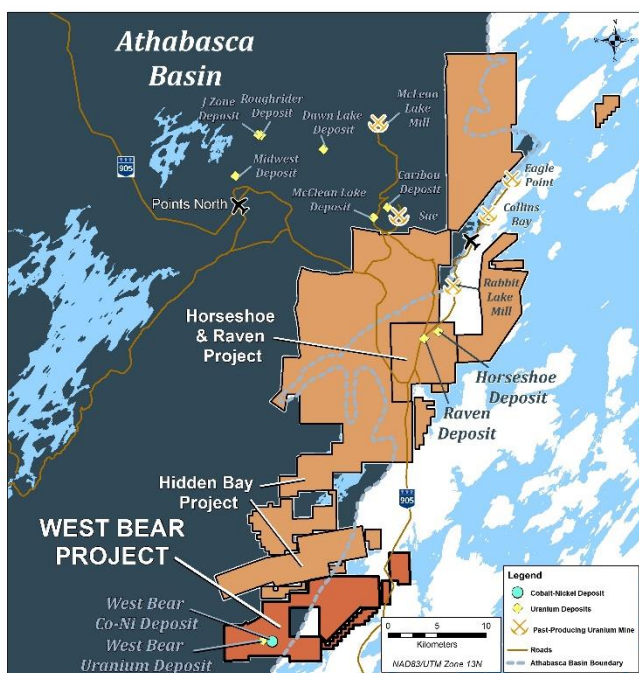 Athabasca
Basin
N
S
J Zone
Deposit
Roughrider
Deposit
Dawn Lake
Deposit
McLean
Lake
Mill
905
Midwest
Deposit
Caribou
Deposit
Eagle
Point
Points North
McClean Lake
Deposit
Sue
Collins
Bay
Rabbit
Lake
Mill
Horseshoe
& Raven
Project
Horseshoe
Deposit
Raven
Deposit
Hidden Bay
Project
905
WEST BEAR
PROJECT
West Bear
Co-Ni Deposit
West Bear
Uranium Deposit
0 5 10
Kilometers
NAD83/UTM Zone 13N
Legend
Cobalt-Nickel Deposit
Uranium Deposits
Past-Producing Uranium Mine
Roads
Athabasca Basin Boundary